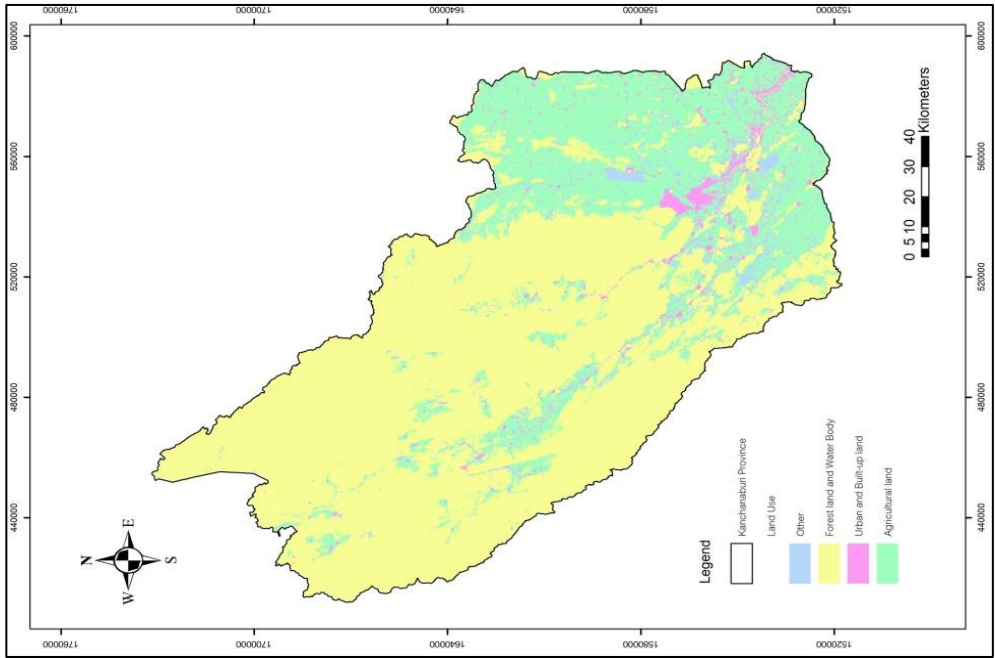 1760000
1700000
1640000
1580000
1520000
600000
560000
520000
480000
440000
600000
560000
520000
480000
440000
1760000
1700000
1640000
1580000
1520000
N
W
E
S
0 5 10 20 30 40
Kilometers
Legend
Kanchanaburi Province
Land Use
Other
Forest land and Water Body
Urban and Built-up land
Agricultural land